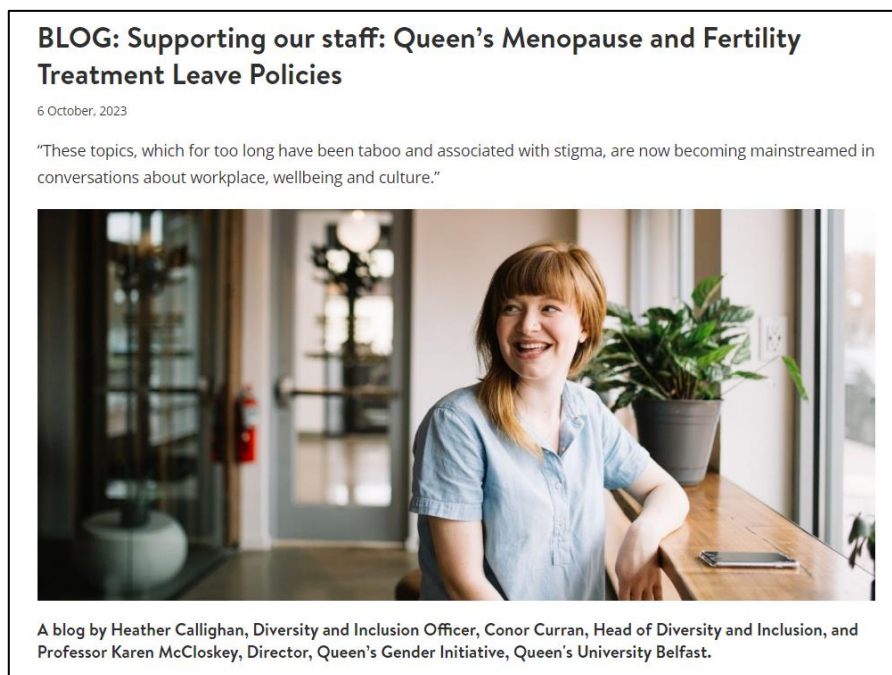 BLOG: Supporting our staff: Queen’s Menopause and Fertility
Treatment Leave Policies
6 October, 2023
“These topics, which for too long have been taboo and associated with stigma, are now becoming mainstreamed in
conversations about workplace, wellbeing and culture.”
A blog by Heather Callighan, Diversity and Inclusion Officer, Conor Curran, Head of Diversity and Inclusion, and
Professor Karen McCloskey, Director, Queen’s Gender Initiative, Queen's University Belfast.